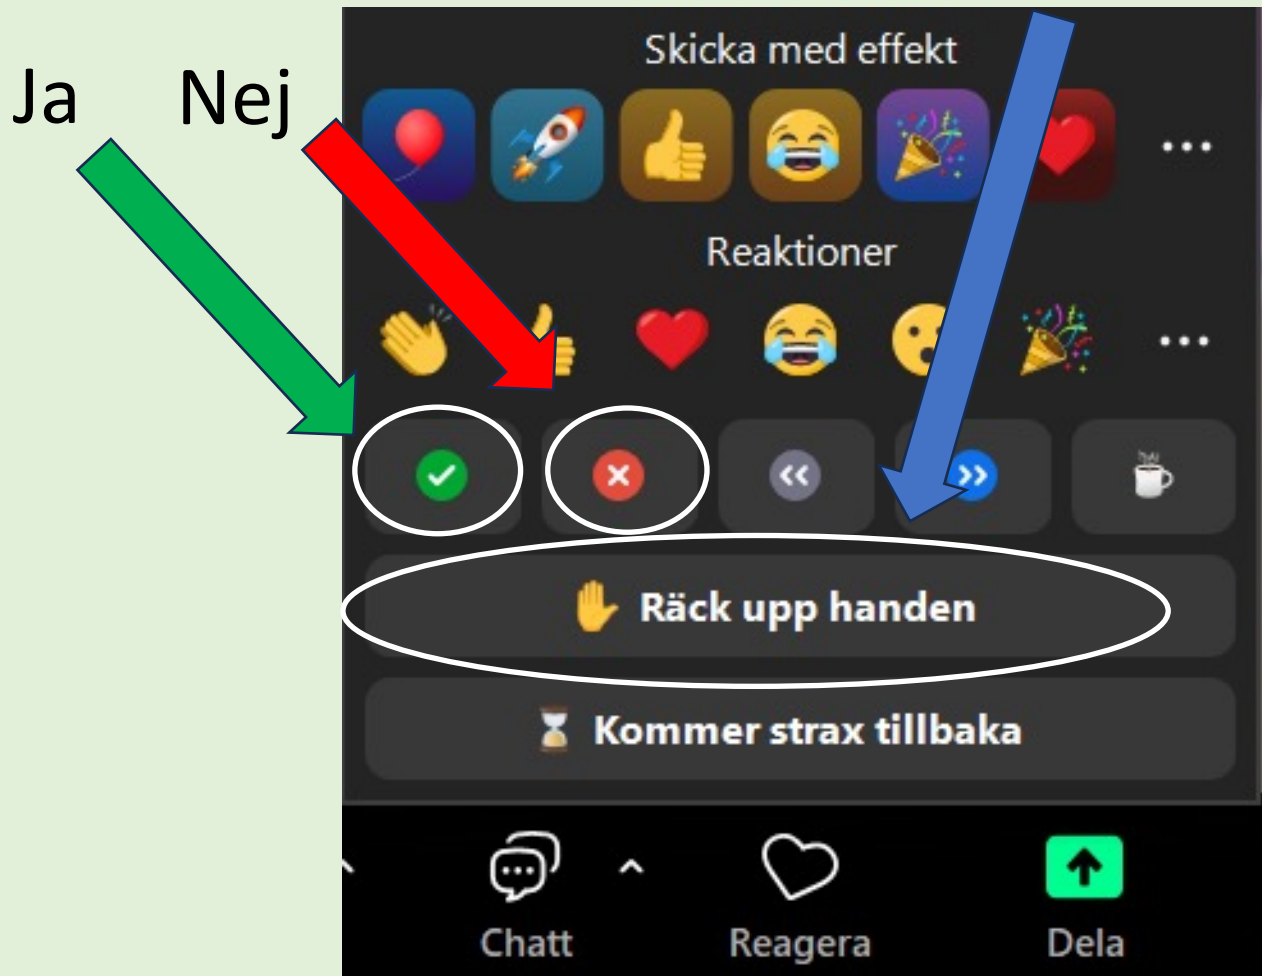 Skicka med effekt
Ja Nej
Reaktioner
Räck upp handen
Kommer strax tillbaka
Chatt Reagera Dela